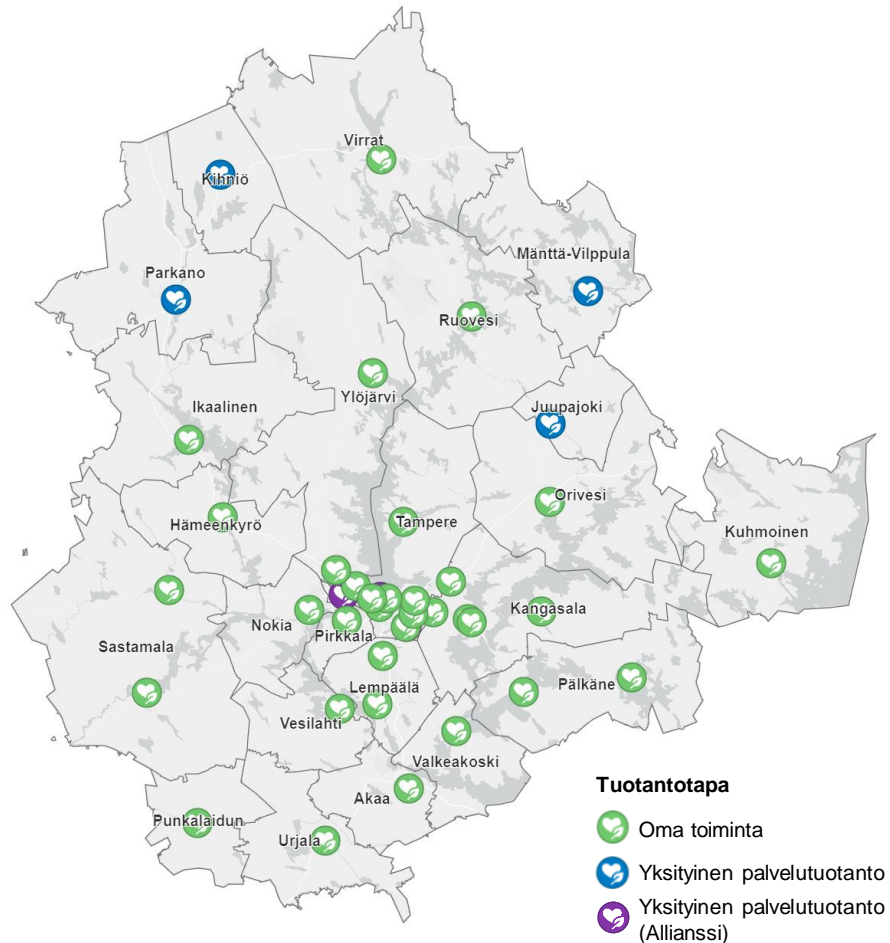 Virrat
Kihniö
Mänttä-Vilppula
Parkano
Ruovesi
Ylöjärvi
Ikaalinen
Juupajoki
Orivesi
Hämeenkyrö
Tampere
Kuhmoinen
Kangasala
Nokia
Pirkkala
Sastamala
Lempäälä
Pälkäne
Vesilahti
Valkeakoski
Akaa
Punkalaidun
Urjala
Tuotantotapa
Oma toiminta
Yksityinen palvelutuotanto
Yksityinen palvelutuotanto
(Allianssi)